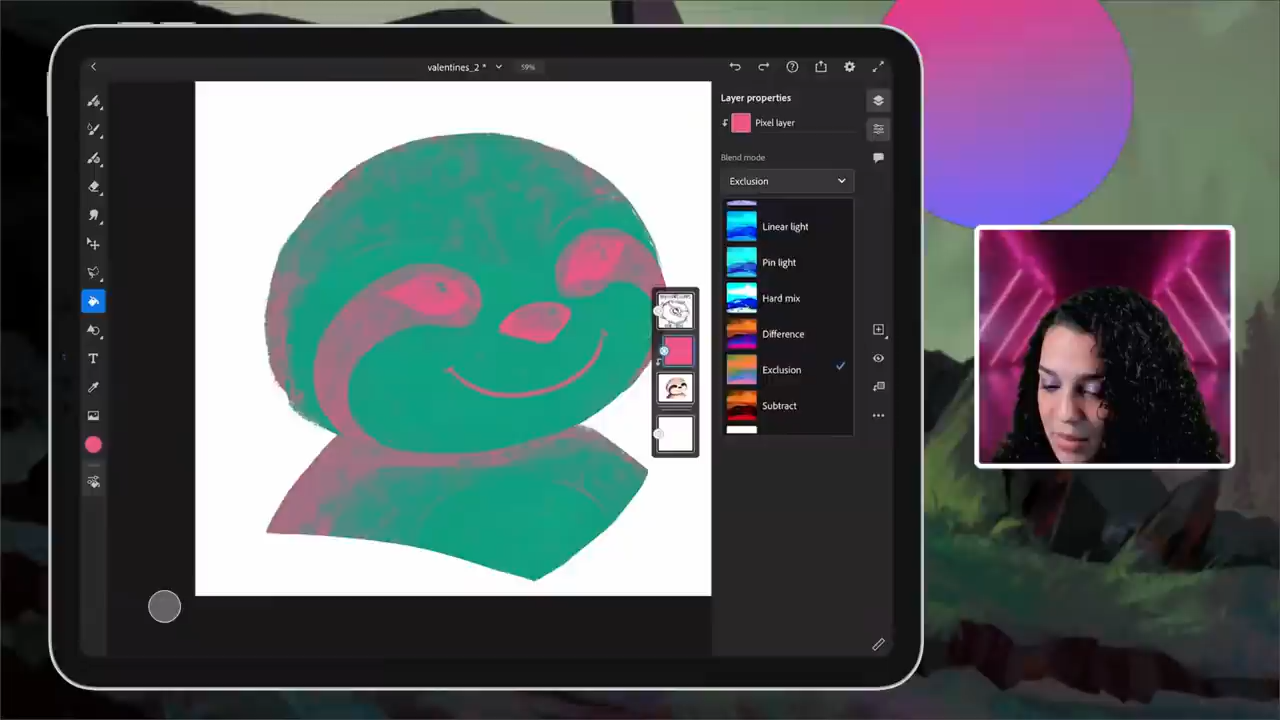 valentines_2 *
59%
Layer properties
Pixel layer
Blend mode
Exclusion
Linear light
Pin light
Hard mix
Difference
Exclusion
Subtract
T